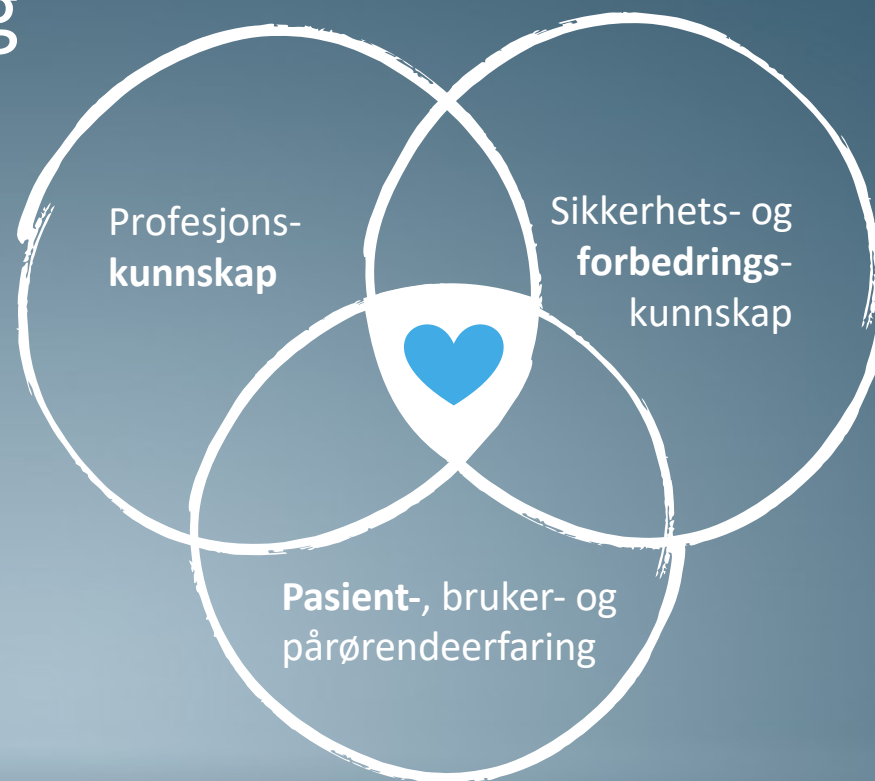 g
Profesjons-
kunnskap
Sikkerhets- og
forbedrings-
kunnskap
Pasient-, bruker- og
pårørendeerfaring